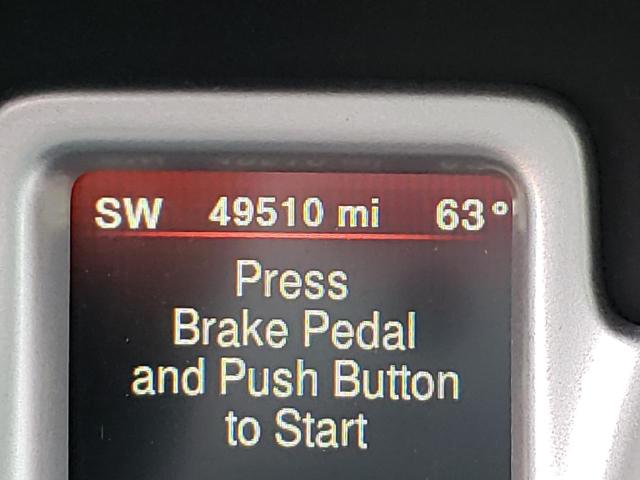 SW 49510 mi 63°
Press
Brake Pedal
and Push Button
to Start